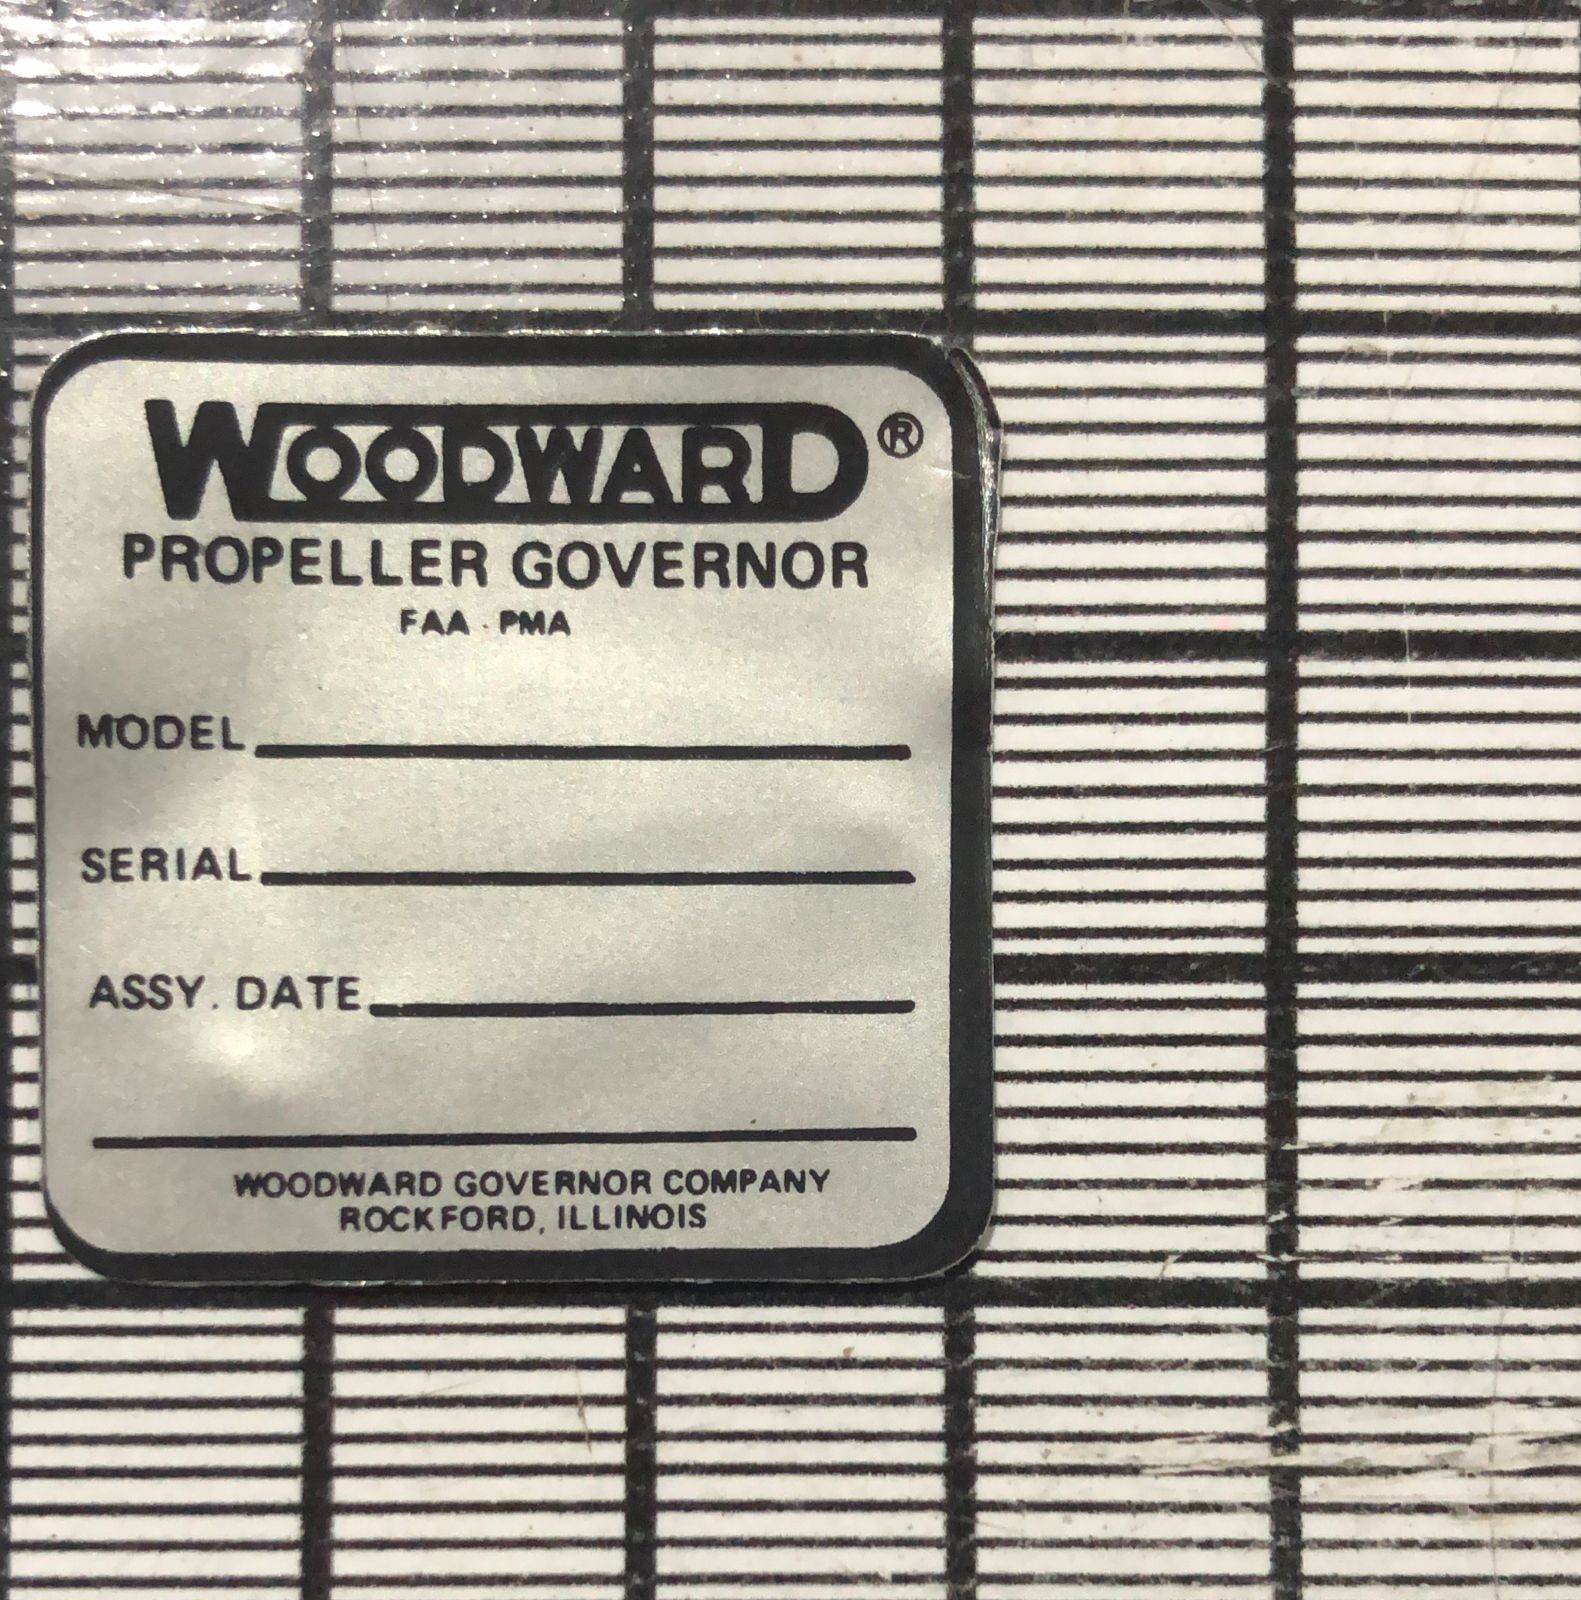 WOODWARD®
PROPELLER GOVERNOR
FAA · PMA
MODEL
SERIAL
ASSY. DATE
WOODWARD GOVERNOR COMPANY
ROCKFORD, ILLINOIS